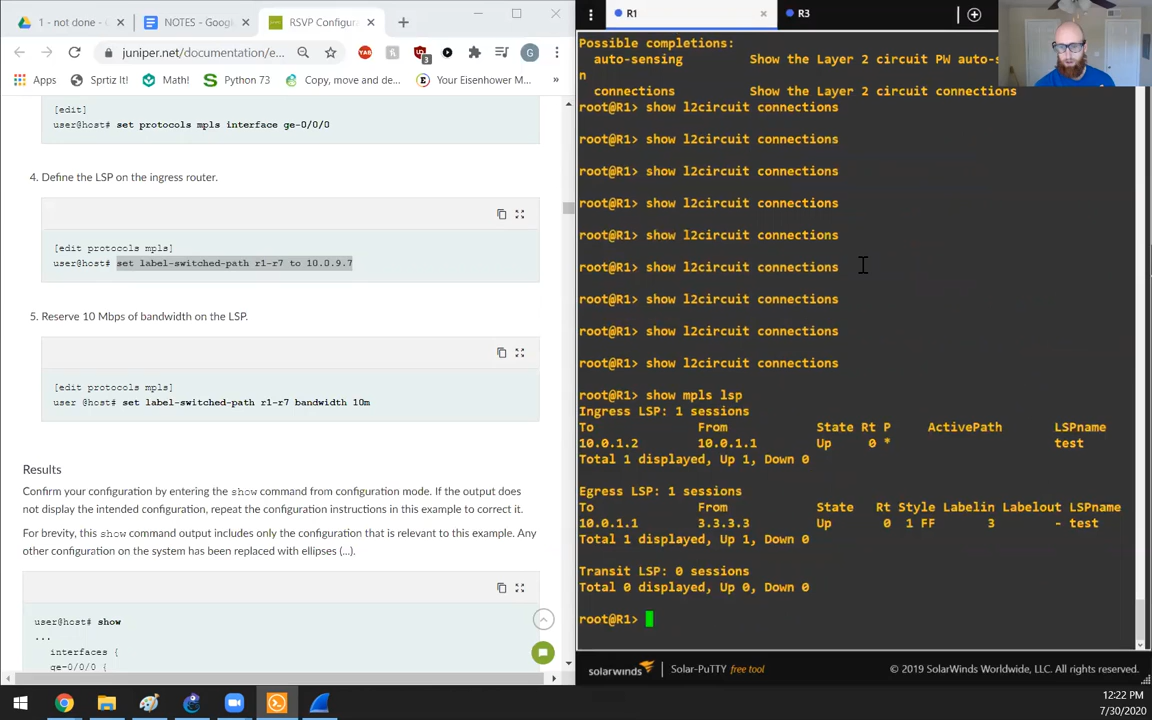 1 - not done - Goog
NOTES - Google
RSVP Configura
juniper.net/documentation/e...
YAB
3
G
Apps
Sprtiz It!
Math!
Python 73
Copy, move and de...
Your Eisenhower M...
[edit]
user@host# set protocols mpls interface ge-0/0/0
4. Define the LSP on the ingress router.
[edit protocols mpls]
user@host# set label-switched-path r1-r7 to 10.0.9.7
5. Reserve 10 Mbps of bandwidth on the LSP.
[edit protocols mpls]
user @host# set label-switched-path r1-r7 bandwidth 10m
Results
Confirm your configuration by entering the show command from configuration mode. If the output does
not display the intended configuration, repeat the configuration instructions in this example to correct it.
For brevity, this show command output includes only the configuration that is relevant to this example. Any
other configuration on the system has been replaced with ellipses (...).
user@host# show
...
interfaces {
ge-0/0/0 {
R1
R3
Possible completions:
auto-sensing Show the Layer 2 circuit PW auto-s
n
connections Show the Layer 2 circuit connections
root@R1> show l2circuit connections
root@R1> show l2circuit connections
root@R1> show l2circuit connections
root@R1> show l2circuit connections
root@R1> show l2circuit connections
root@R1> show l2circuit connections
root@R1> show l2circuit connections
root@R1> show l2circuit connections
root@R1> show l2circuit connections
root@R1> show mpls lsp
Ingress LSP: 1 sessions
To From State Rt P ActivePath LSPname
10.0.1.2 10.0.1.1 Up 0 * test
Total 1 displayed, Up 1, Down 0
Egress LSP: 1 sessions
To From State Rt Style Labelin Labelout LSPname
10.0.1.1 3.3.3.3 Up 0 1 FF 3 - test
Total 1 displayed, Up 1, Down 0
Transit LSP: 0 sessions
Total 0 displayed, Up 0, Down 0
root@R1>
solarwinds Solar-PuTTY free tool © 2019 SolarWinds Worldwide, LLC. All rights reserved.
12:22 PM
7/30/2020